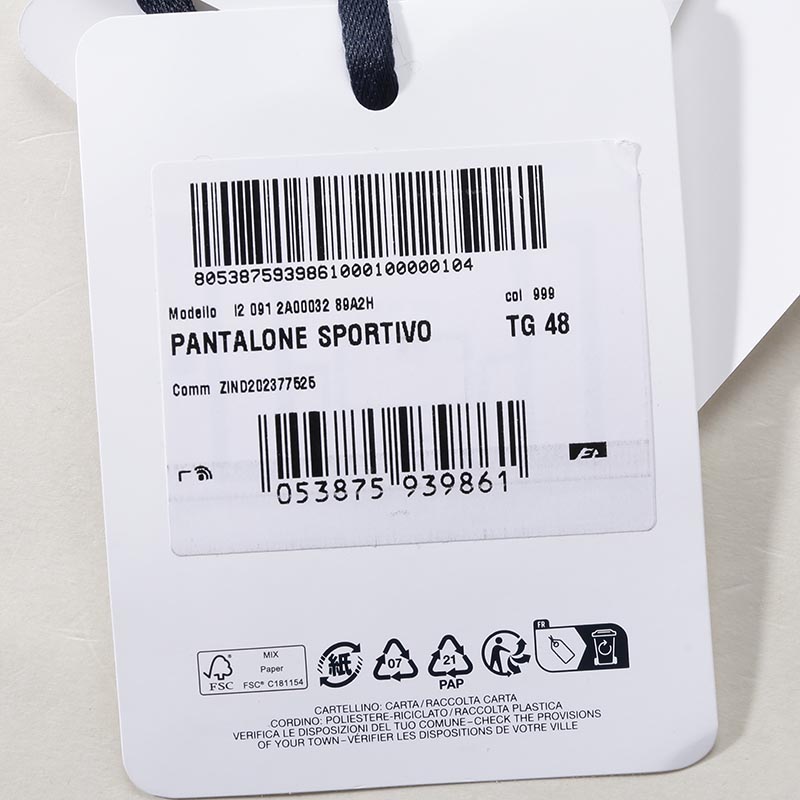 8053875939861000100000104
Modello I2 091 2A00032 89A2H col 999
PANTALONE SPORTIVO TG 48
Comm ZIND202377525
053875 939861
FR
MIX
Paper
FSC
FSC® C181154
紙
07
21
PAP
CARTELLINO: CARTA/RACCOLTA CARTA
CORDINO: POLIESTERE-RICICLATO/RACCOLTA PLASTICA
VERIFICA LE DISPOSIZIONI DEL TUO COMUNE–CHECK THE PROVISIONS
OF YOUR TOWN–VÉRIFIER LES DISPOSITIONS DE VOTRE VILLE